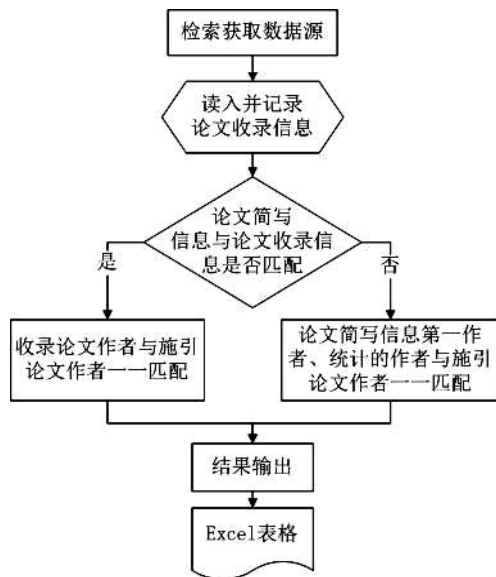 检索获取数据源
读入并记录
论文收录信息
论文简写
信息与论文收录信
息是否匹配
是
否
收录论文作者与施引
论文作者一一匹配
论文简写信息第一作
者、统计的作者与施引
论文作者一一匹配
结果输出
Excel表格